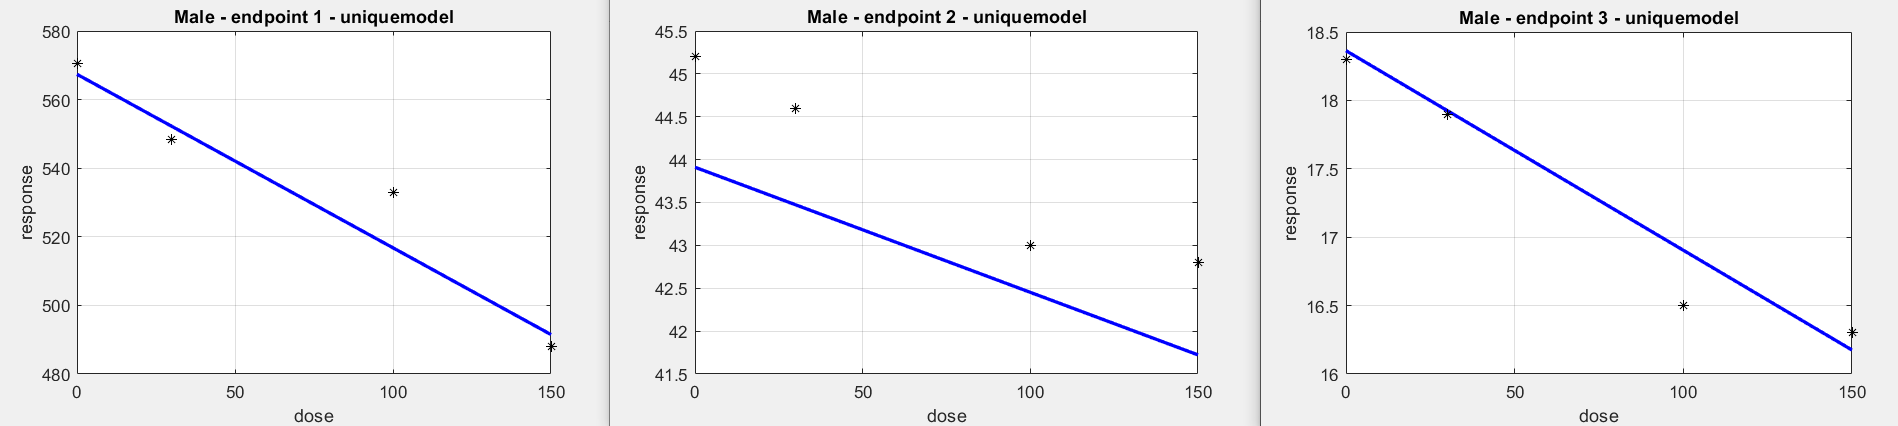 Male - endpoint 1 - uniquemodel
580
560
540
520
500
480
response
0 50 100 150
dose
Male - endpoint 2 - uniquemodel
45.5
45
44.5
44
43.5
43
42.5
42
41.5
response
0 50 100 150
dose
Male - endpoint 3 - uniquemodel
18.5
18
17.5
17
16.5
16
response
0 50 100 150
dose